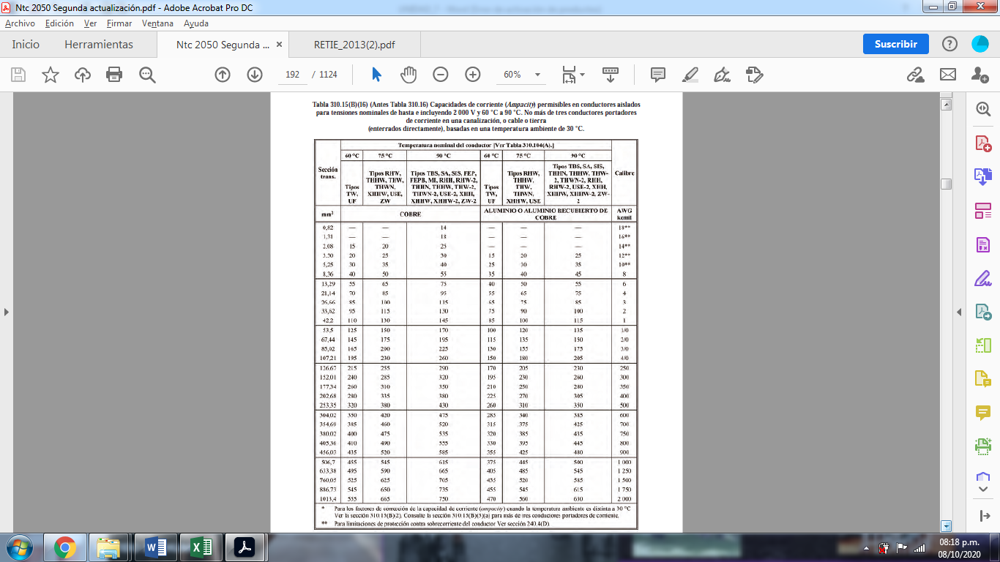 Ntc 2050 Segunda actualización.pdf - Adobe Acrobat Pro DC
Archivo Edición Ver Firmar Ventana Ayuda
Inicio Herramientas Ntc 2050 Segunda ... × RETIE_2013(2).pdf Suscribir
192 / 1124 60%
Tabla 310.15(B)(16) (Antes Tabla 310.16) Capacidades de corriente (Ampacity) permisibles en conductores aislados
para tensiones nominales de hasta e incluyendo 2 000 V y 60 °C a 90 °C. No más de tres conductores portadores
de corriente en una canalización, o cable o tierra
(enterrados directamente), basadas en una temperatura ambiente de 30 °C.
Temperatura nominal del conductor [Ver Tabla 310.104(A).]
Sección trans. 60 °C 75 °C 90 °C 60 °C 75 °C 90 °C Calibre
Tipos TW, UF
Tipos RHW, THHW, THW, THWN, XHHW, USE, ZW
Tipos TBS, SA, SIS, FEP, FEPB, MI, RHH, RHW-2, THHN, THHW, THW-2, THWN-2, USE-2, XHH, XHHW, XHHW-2, ZW-2
Tipos TW, UF
Tipos RHW, THHW, THW, THWN, XHHW, USE
Tipos TBS, SA, SIS, THHN, THHW, THW-2, THWN-2, RHH, RHW-2, USE-2, XHH, XHHW, XHHW-2, ZW-2
mm² COBRE ALUMINIO O ALUMINIO RECUBIERTO DE COBRE AWG kcmil
0,82 — — 14 — — — 18**
1,31 — — 18 — — — 16**
2,08 15 20 25 — — — 14**
3,30 20 25 30 15 20 25 12**
5,25 30 35 40 25 30 35 10**
8,36 40 50 55 35 40 45 8
13,29 55 65 75 40 50 55 6
21,14 70 85 95 55 65 75 4
26,66 85 100 115 65 75 85 3
33,62 95 115 130 75 90 100 2
42,2 110 130 145 85 100 115 1
53,5 125 150 170 100 120 135 1/0
67,44 145 175 195 115 135 150 2/0
85,02 165 200 225 130 155 175 3/0
107,21 195 230 260 150 180 205 4/0
126,67 215 255 290 170 205 230 250
152,01 240 285 320 195 230 260 300
177,34 260 310 350 210 250 280 350
202,68 280 335 380 225 270 305 400
253,35 320 380 430 260 310 350 500
304,02 350 420 475 285 340 385 600
354,69 385 460 520 315 375 425 700
380,02 400 475 535 320 385 435 750
405,36 410 490 555 330 395 445 800
456,03 435 520 585 355 425 480 900
506,7 455 545 615 375 445 500 1 000
633,38 495 590 665 405 485 545 1 250
760,05 525 625 705 435 520 585 1 500
886,73 545 650 735 455 545 615 1 750
1013,4 555 665 750 470 560 630 2 000
* Para los factores de corrección de la capacidad de corriente (ampacity) cuando la temperatura ambiente es distinta a 30 °C
Ver la sección 310.15(B)(2). Consulte la sección 310.15(B)(3)(a) para más de tres conductores portadores de corriente.
** Para limitaciones de protección contra sobrecorriente del conductor Ver sección 240.4(D).
08:18 p.m.
08/10/2020